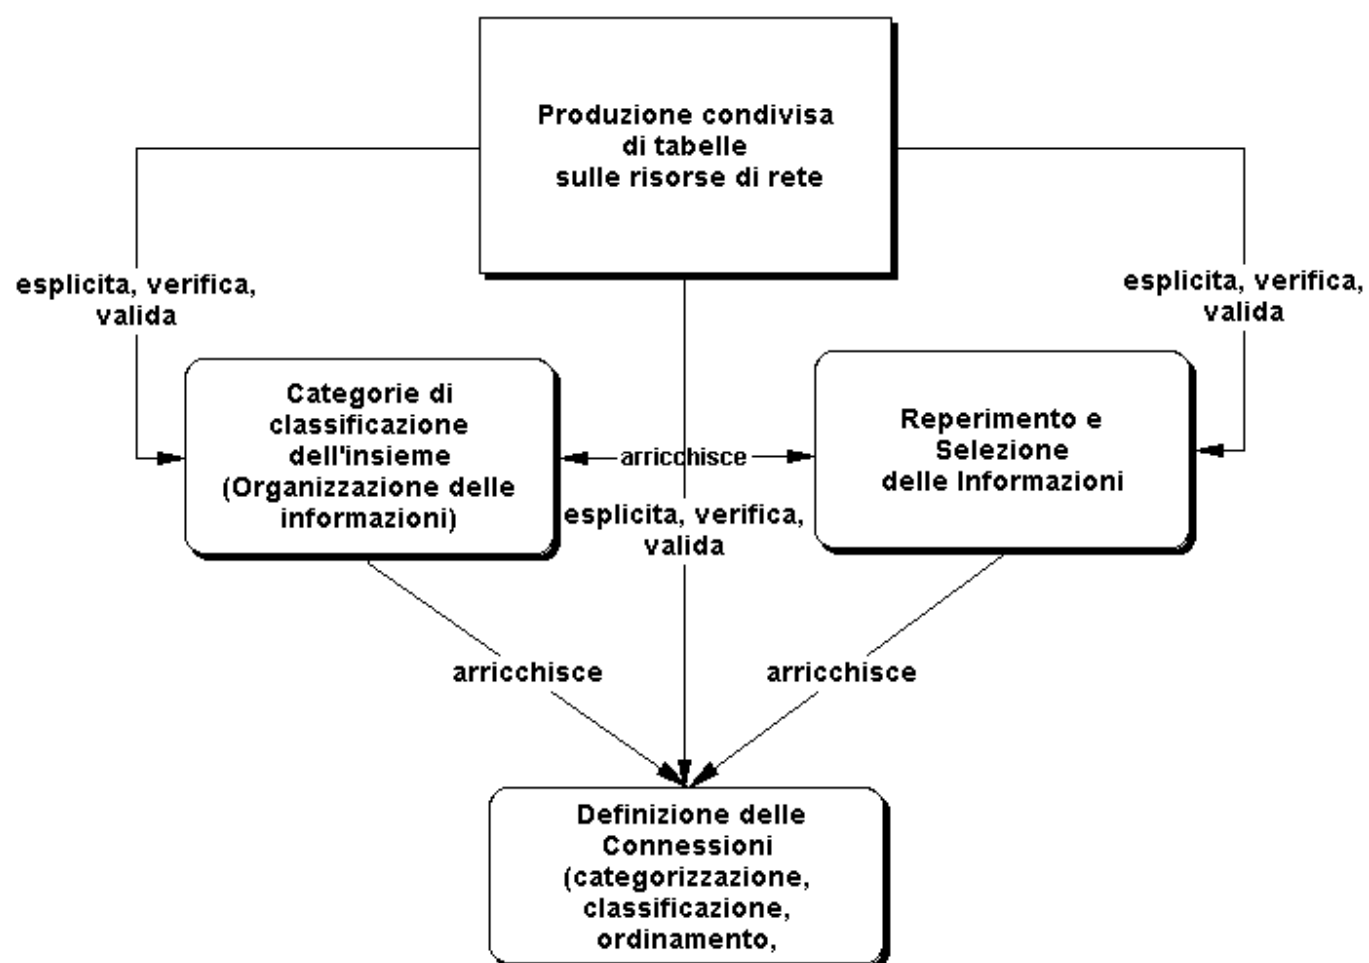 Produzione condivisa
di tabelle
sulle risorse di rete
esplicita, verifica,
valida
esplicita, verifica,
valida
Categorie di
classificazione
dell'insieme
(Organizzazione delle
informazioni)
arricchisce
Reperimento e
Selezione
delle Informazioni
esplicita, verifica,
valida
arricchisce
arricchisce
Definizione delle
Connessioni
(categorizzazione,
classificazione,
ordinamento,